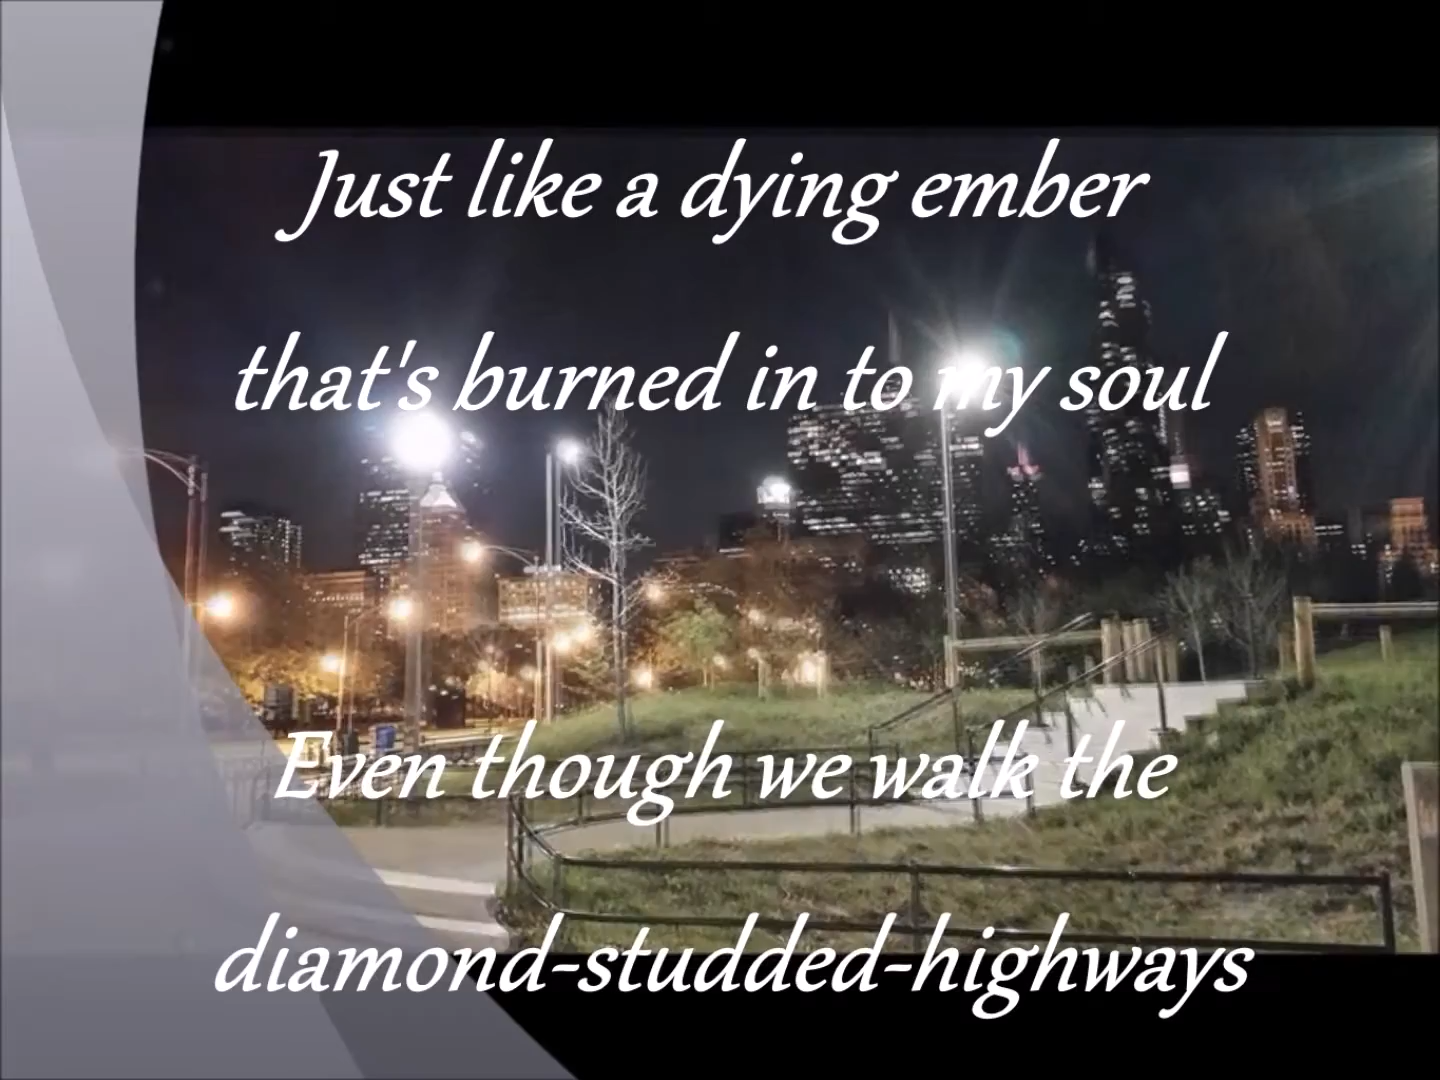 Just like a dying ember
that's burned in to my soul
Even though we walk the
diamond-studded-highways